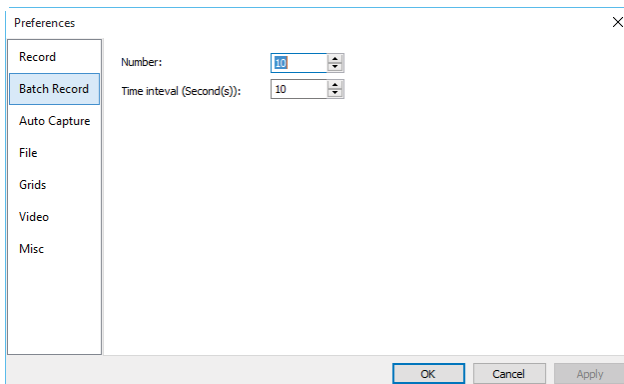 Preferences
Record
Batch Record
Auto Capture
File
Grids
Video
Misc
Number: 10
Time inteval (Second(s)): 10
OK Cancel Apply